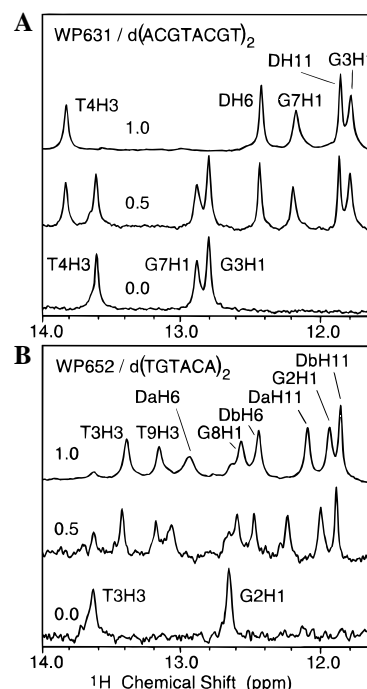 A
WP631 / d(ACGTACGT)2
DH11
G3H1
T4H3
DH6
G7H1
1.0
0.5
T4H3
0.0
G7H1
G3H1
14.0 13.0 12.0
B
WP652 / d(TGTACA)2
DbH11
DaH6
G2H1
DbH6
DaH11
T3H3
T9H3
G8H1
1.0
0.5
T3H3
G2H1
0.0
14.0 13.0 12.0
1H Chemical Shift (ppm)